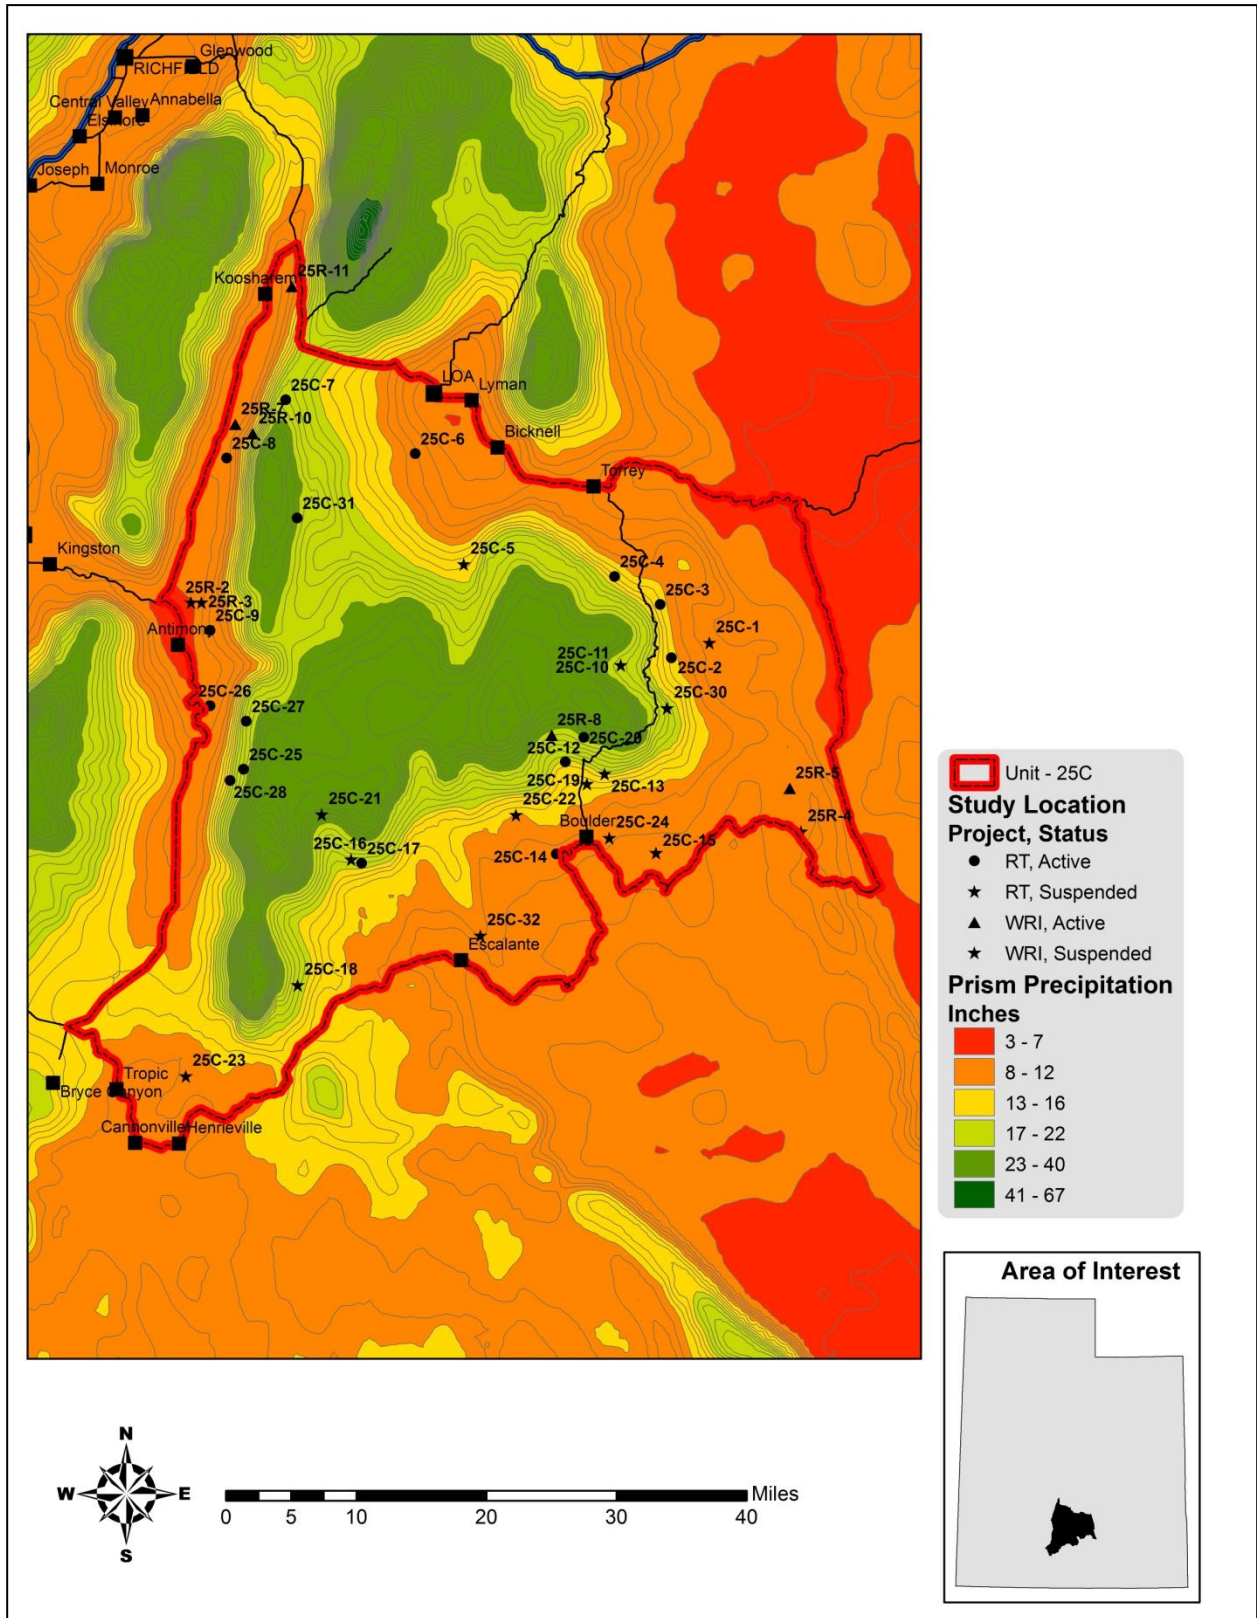 Glenwood
RICHFIELD
Central Valley
Annabella
Elsinore
Joseph
Monroe
Koosharem
25R-11
LOA
Lyman
25C-7
25R-10
25C-8
25C-6
Bicknell
Torrey
25C-31
Kingston
25C-5
25C-4
25R-2
25R-3
25C-3
25C-9
Antimony
25C-1
25C-11
25C-10
25C-2
25C-26
25C-27
25C-30
25R-8
25C-20
25C-12
25C-25
25C-28
25C-19
25C-13
25R-5
25C-21
25C-22
Boulder
25C-24
25R-4
25C-16
25C-17
25C-14
25C-15
25C-32
Escalante
25C-18
25C-23
Tropic
Bryce Canyon
Cannonville
Henrieville
Unit - 25C
Study Location
Project, Status
RT, Active
RT, Suspended
WRI, Active
WRI, Suspended
Prism Precipitation
Inches
3 - 7
8 - 12
13 - 16
17 - 22
23 - 40
41 - 67
Area of Interest
N
W E
S
Miles
0 5 10 20 30 40